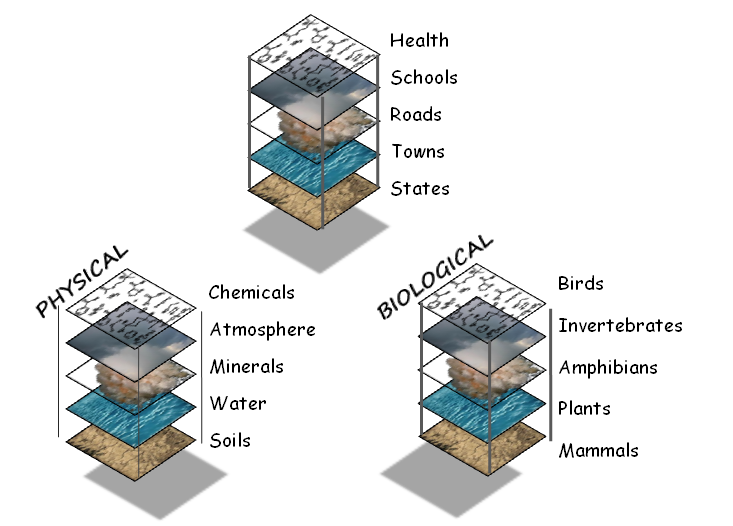 Health
Schools
Roads
Towns
States
PHYSICAL
Chemicals
Atmosphere
Minerals
Water
Soils
BIOLOGICAL
Birds
Invertebrates
Amphibians
Plants
Mammals